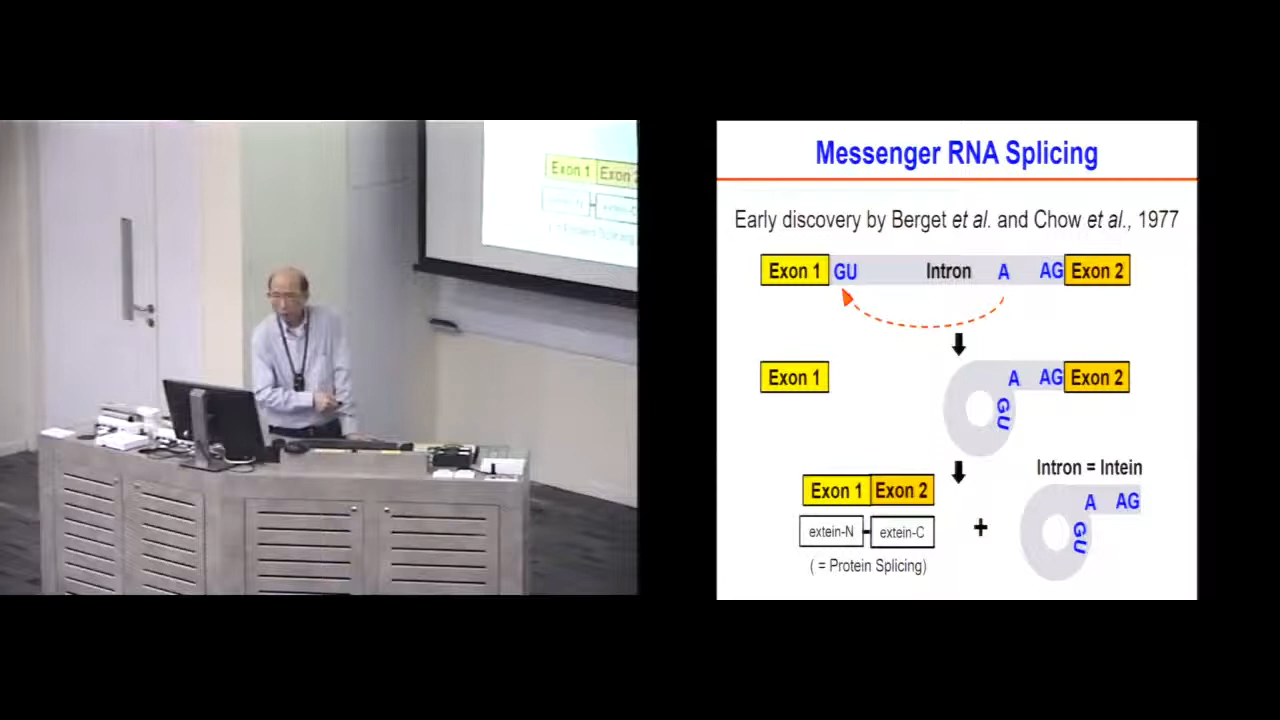 Exon 1 Exon 2
Messenger RNA Splicing
Early discovery by Berget et al. and Chow et al., 1977
Exon 1 GU Intron A AG Exon 2
Exon 1 A AG Exon 2
GU
Intron = Intein
Exon 1 Exon 2 A AG
extein-N extein-C + GU
( = Protein Splicing)